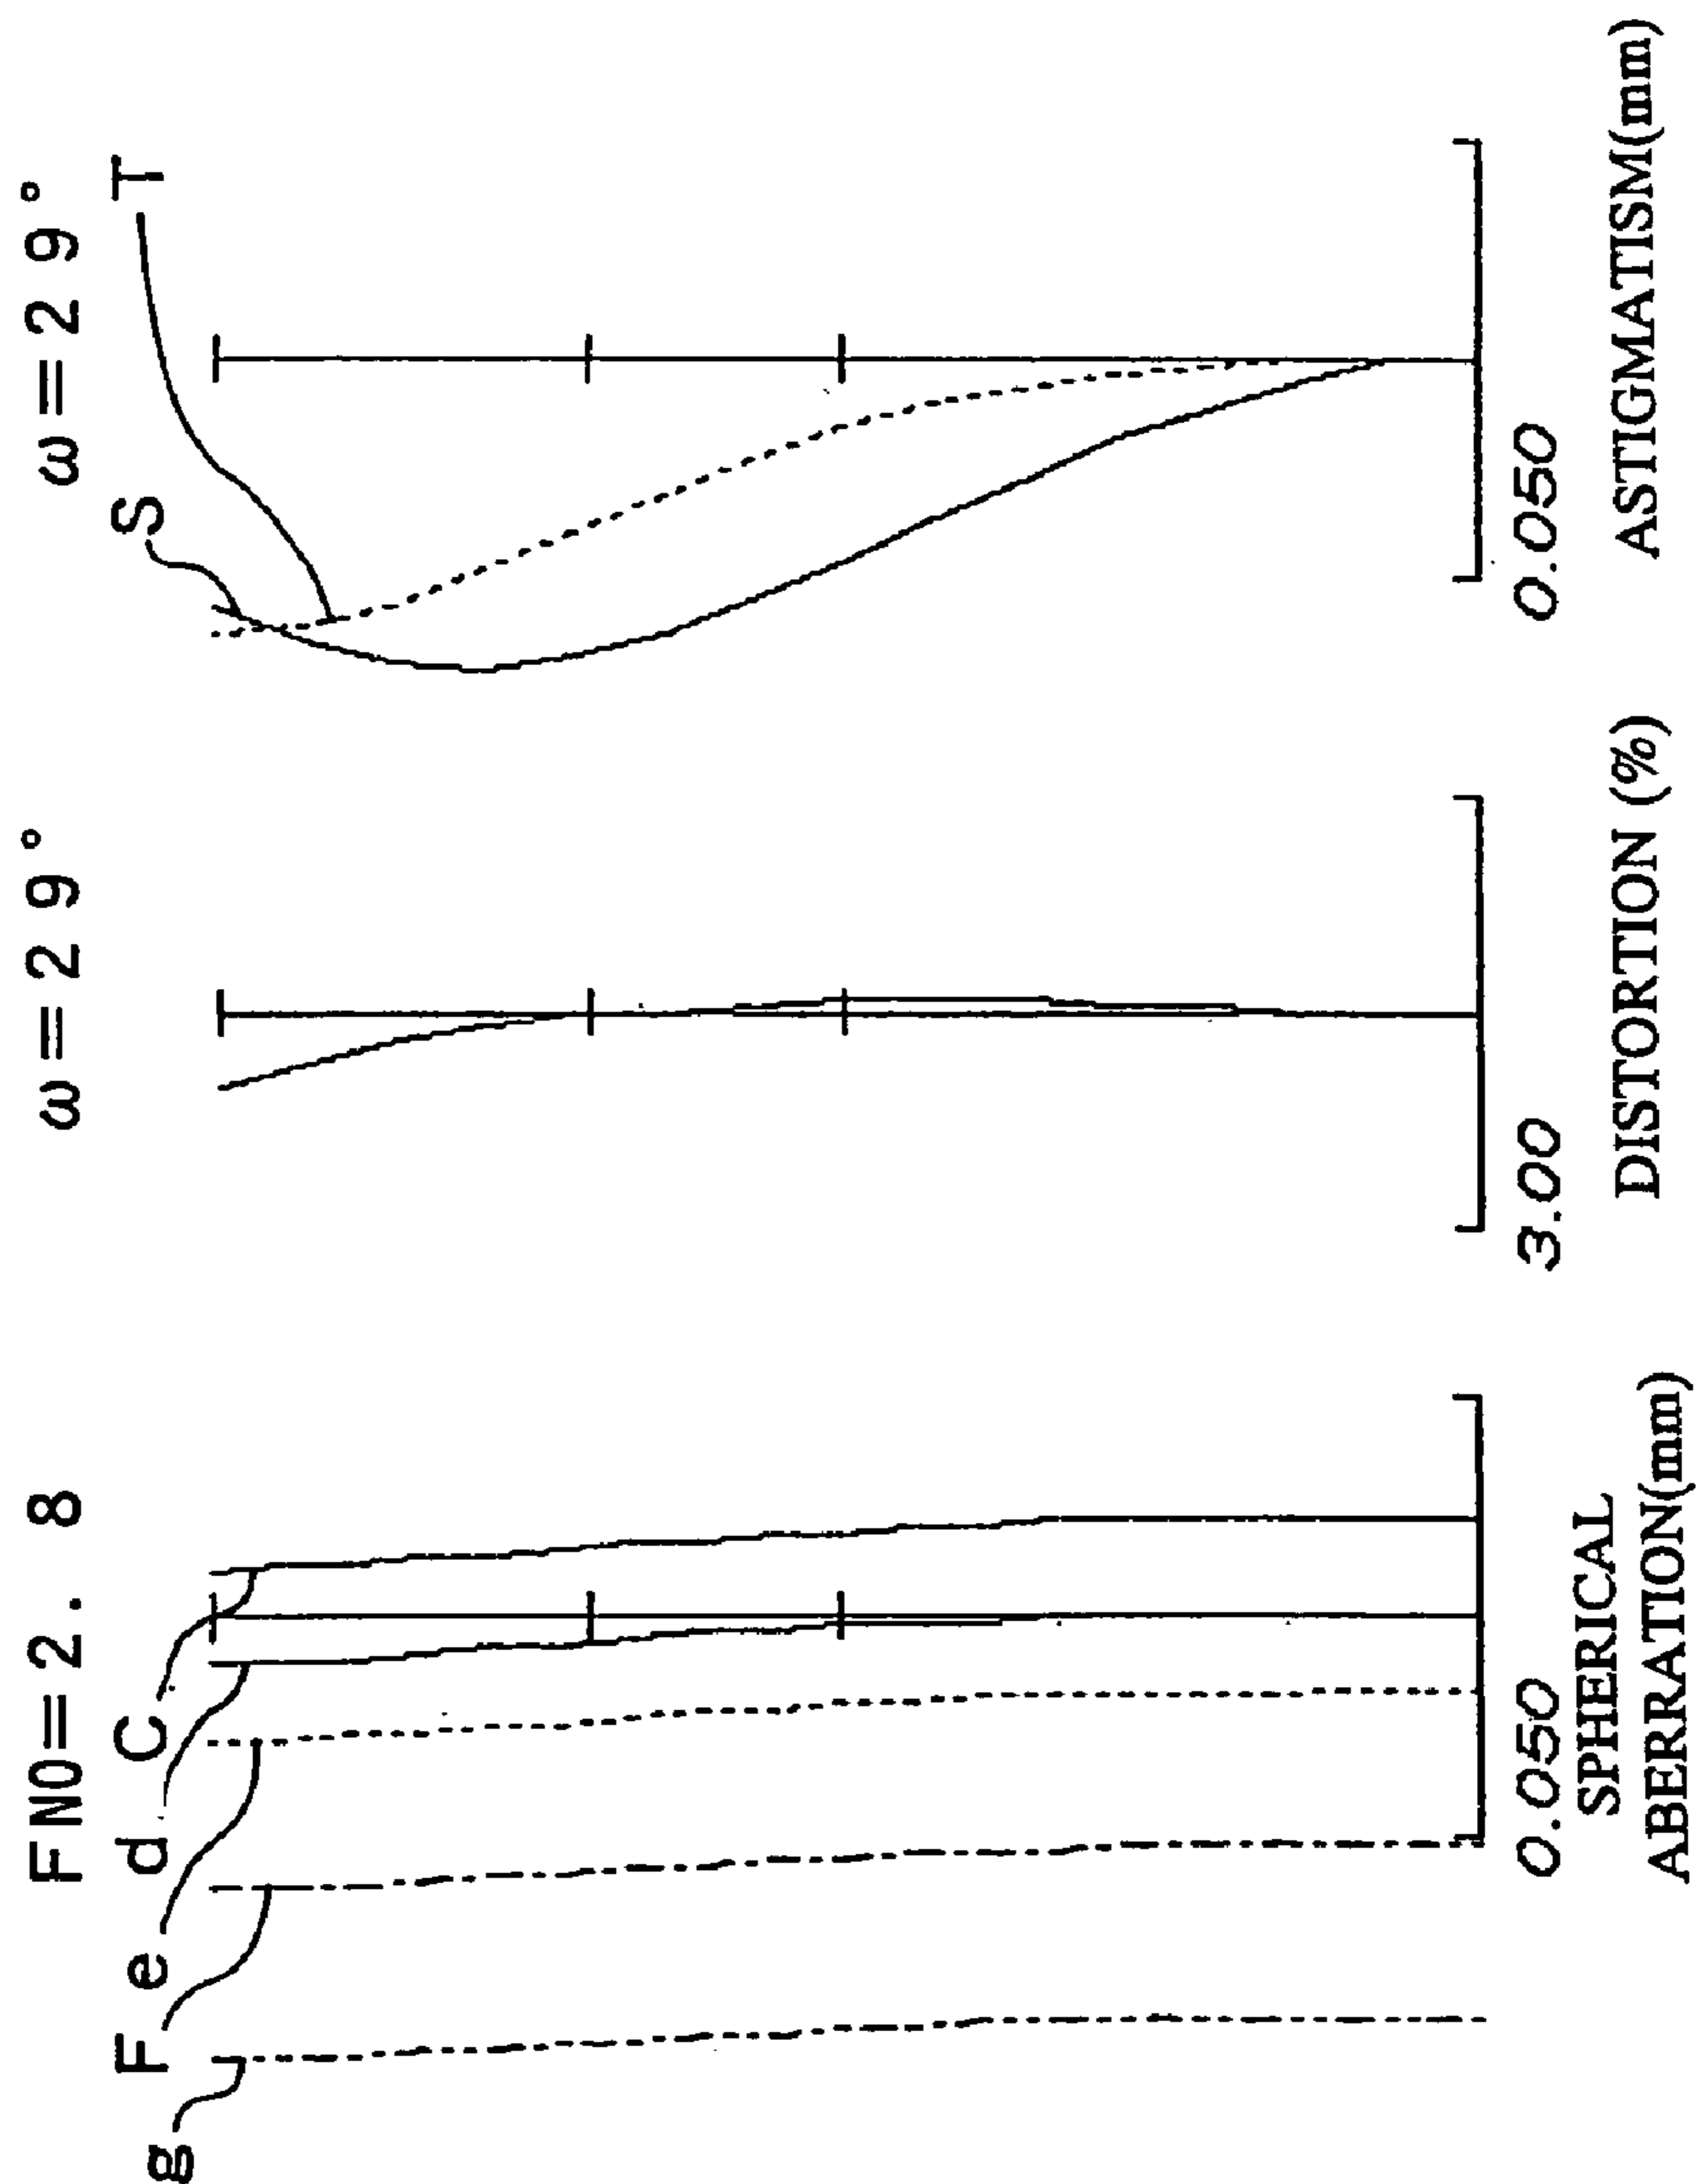 FNO=2.8
g F e d C
0.050
SPHERICAL
ABERRATION(mm)
ω=29°
3.00
DISTORTION (%)
ω=29°
S T
0.050
ASTIGMATISM(mm)